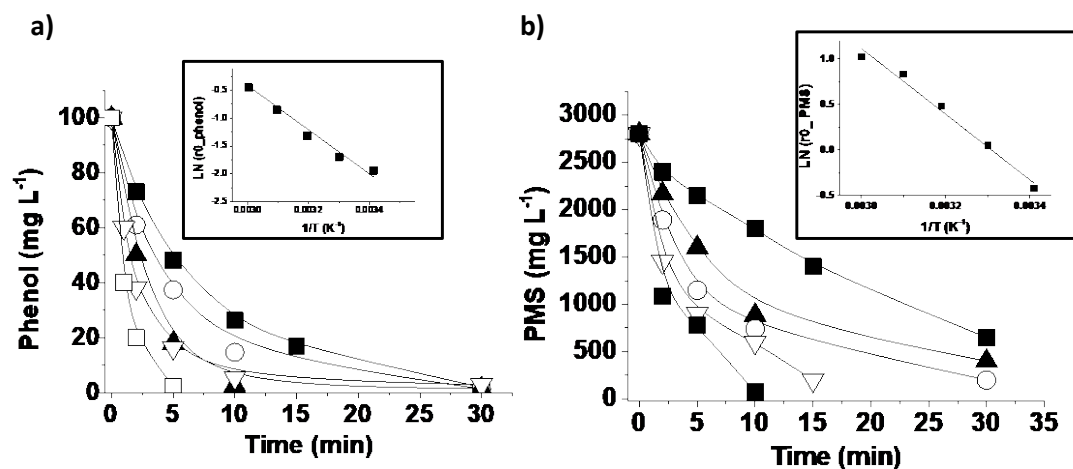 a)
b)
LN (r0_phenol)
-0.5
-1.0
-1.5
-2.0
-2.5
0.0030 0.0032 0.0034
1/T (K⁻¹)
LN (r0_ PMS)
1.0
0.5
0.0
-0.5
0.0030 0.0032 0.0034
1/T (K⁻¹)
Phenol (mg L⁻¹)
100
80
60
40
20
0
0 5 10 15 20 25 30
Time (min)
PMS (mg L⁻¹)
3000
2500
2000
1500
1000
500
0
0 5 10 15 20 25 30 35
Time (min)